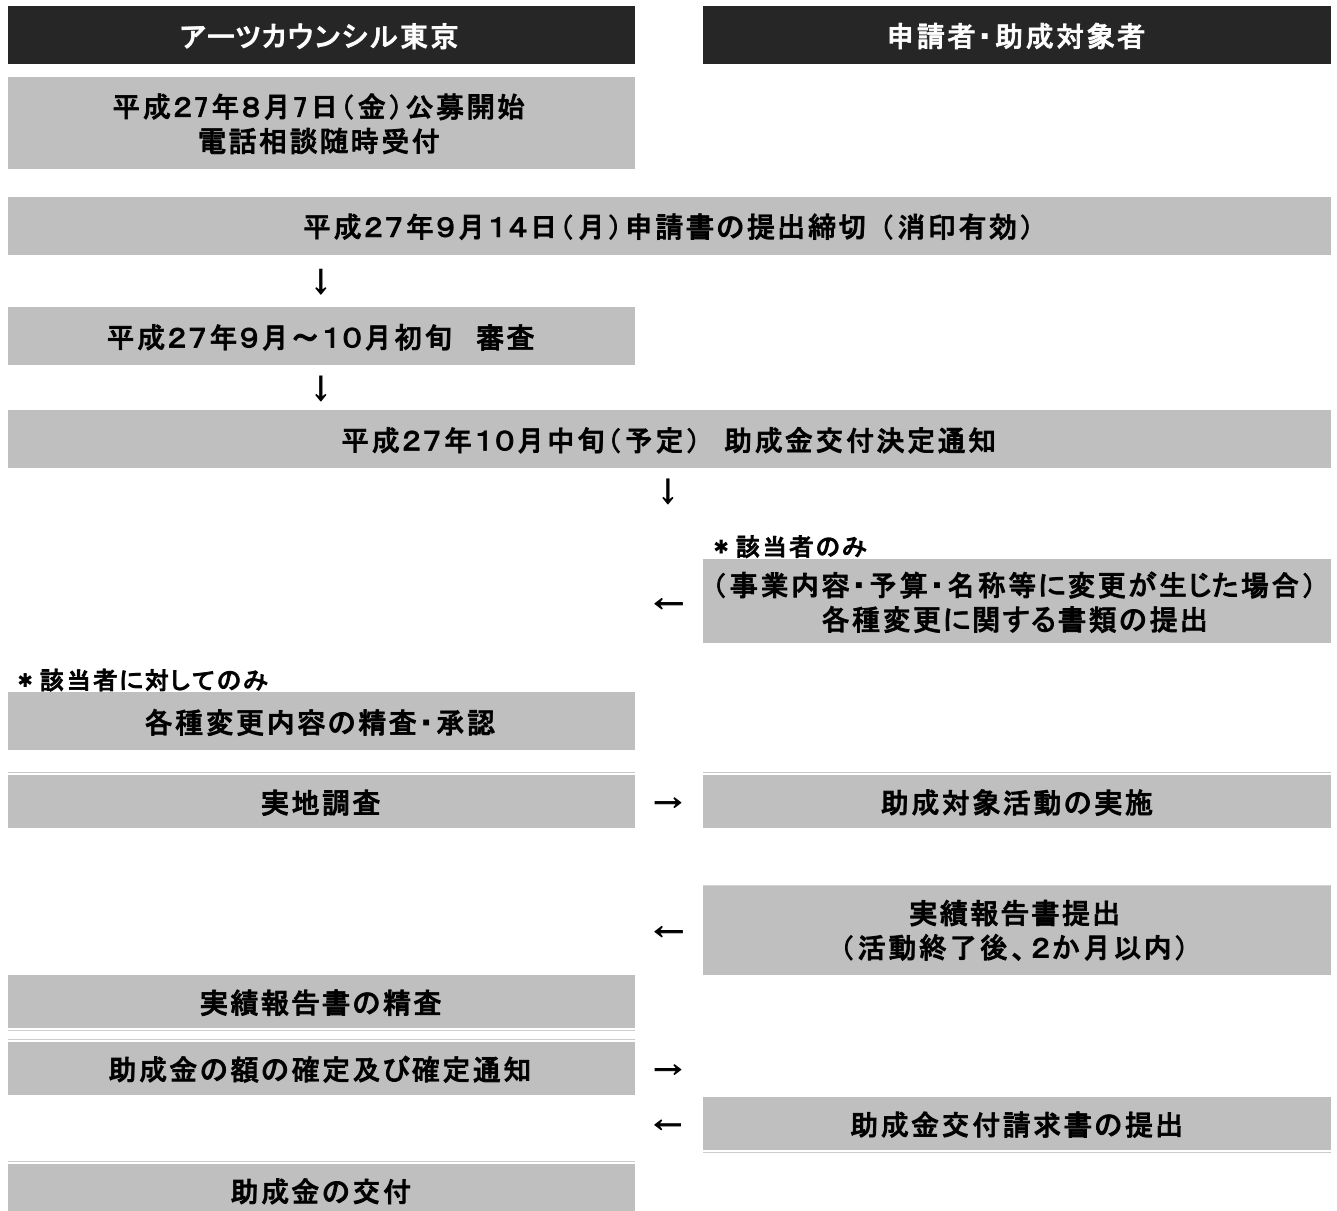 アーツカウンシル東京
申請者・助成対象者
平成27年8月7日（金）公募開始
電話相談随時受付
平成27年9月14日（月）申請書の提出締切（消印有効）
↓
平成27年9月～10月初旬　審査
↓
平成27年10月中旬（予定）　助成金交付決定通知
↓
＊該当者のみ
（事業内容・予算・名称等に変更が生じた場合）
←
各種変更に関する書類の提出
＊該当者に対してのみ
各種変更内容の精査・承認
実地調査
→
助成対象活動の実施
実績報告書提出
←
（活動終了後、2か月以内）
実績報告書の精査
助成金の額の確定及び確定通知
→
←
助成金交付請求書の提出
助成金の交付